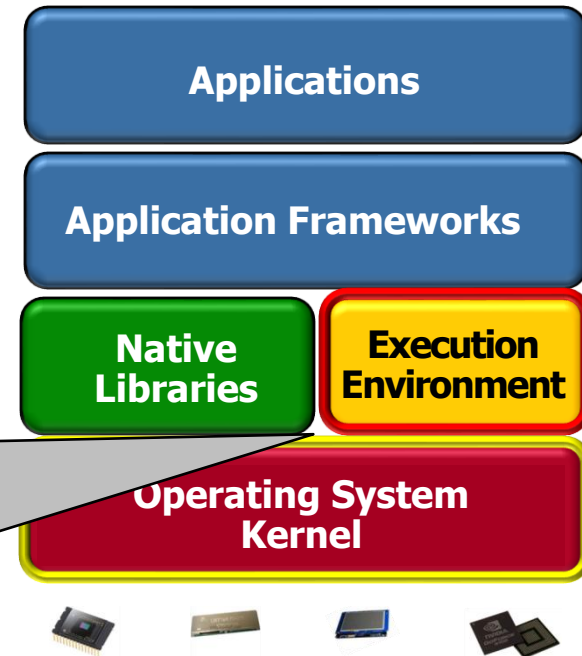 Applications
Application Frameworks
Native
Libraries
Execution
Environment
Operating System
Kernel